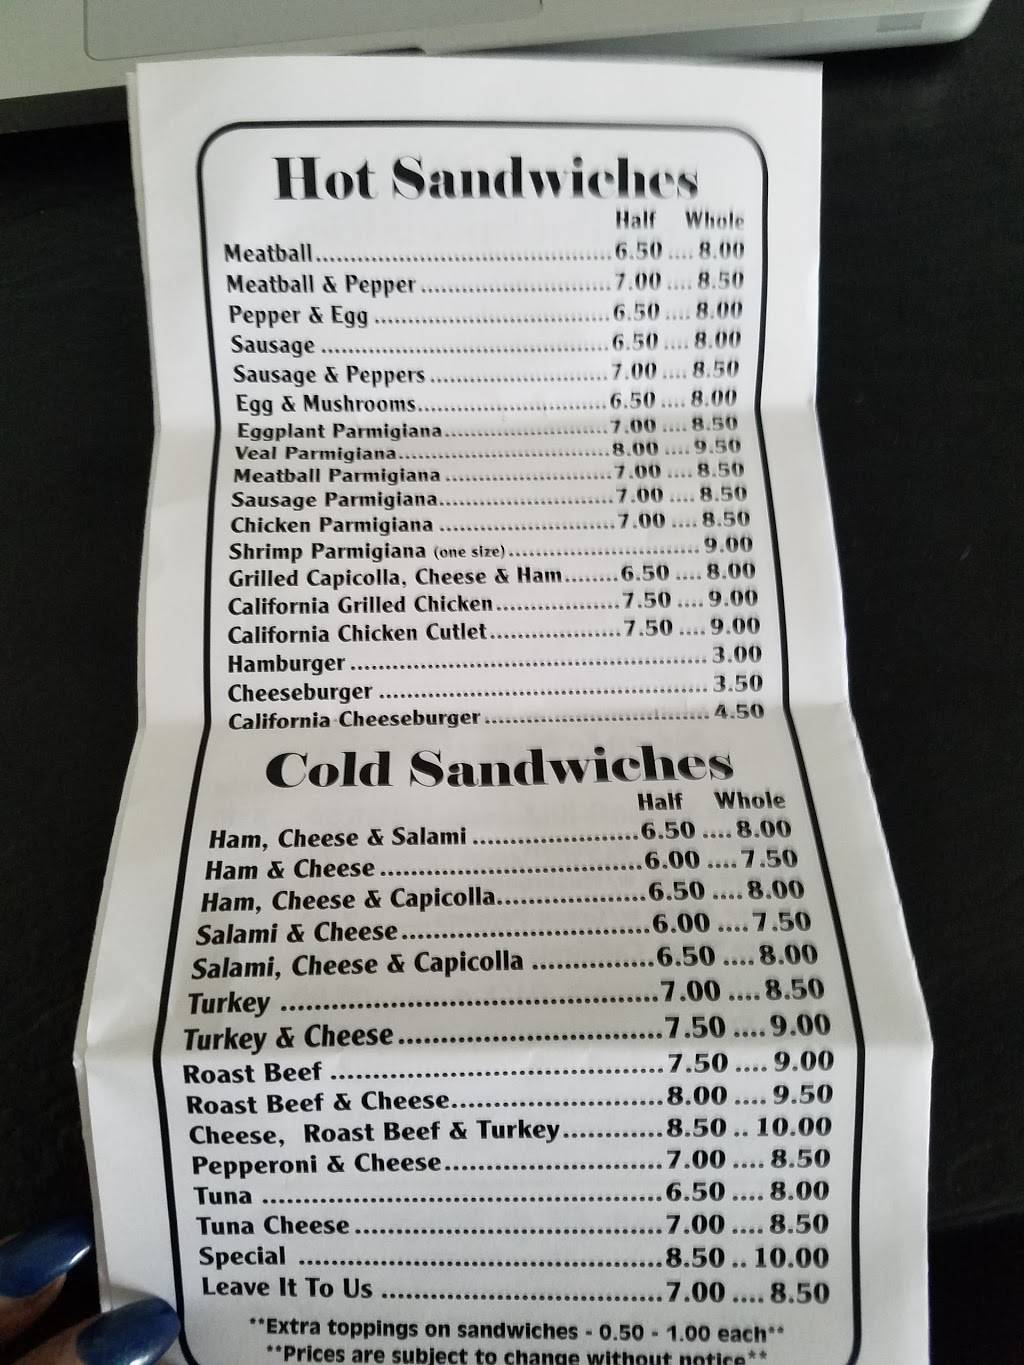 Hot Sandwiches
Half Whole
Meatball..........................................6.50 ....8.00
Meatball & Pepper ...........................7.00 ....8.50
Pepper & Egg ..................................6.50 ....8.00
Sausage .........................................6.50 ....8.00
Sausage & Peppers ..........................7.00 ....8.50
Egg & Mushrooms...........................6.50 ....8.00
Eggplant Parmigiana........................7.00 ....8.50
Veal Parmigiana...............................8.00 ....9.50
Meatball Parmigiana ........................7.00 ....8.50
Sausage Parmigiana.........................7.00 ....8.50
Chicken Parmigiana .........................7.00 ....8.50
Shrimp Parmigiana (one size)............................9.00
Grilled Capicolla, Cheese & Ham........6.50 ....8.00
California Grilled Chicken..................7.50 ....9.00
California Chicken Cutlet...................7.50 ....9.00
Hamburger ....................................................3.00
Cheeseburger ................................................3.50
California Cheeseburger .................................4.50
Cold Sandwiches
Half Whole
Ham, Cheese & Salami .......................6.50 ....8.00
Ham & Cheese ....................................6.00 ....7.50
Ham, Cheese & Capicolla....................6.50 ....8.00
Salami & Cheese.................................6.00 ....7.50
Salami, Cheese & Capicolla ................6.50 ....8.00
Turkey ................................................7.00 ....8.50
Turkey & Cheese.................................7.50 ....9.00
Roast Beef ..........................................7.50 ....9.00
Roast Beef & Cheese...........................8.00 ....9.50
Cheese, Roast Beef & Turkey............8.50 .. 10.00
Pepperoni & Cheese............................7.00 ....8.50
Tuna ...................................................6.50 ....8.00
Tuna Cheese.......................................7.00 ....8.50
Special ..............................................8.50 .. 10.00
Leave It To Us ....................................7.00 ....8.50
**Extra toppings on sandwiches - 0.50 - 1.00 each**
**Prices are subject to change without notice**